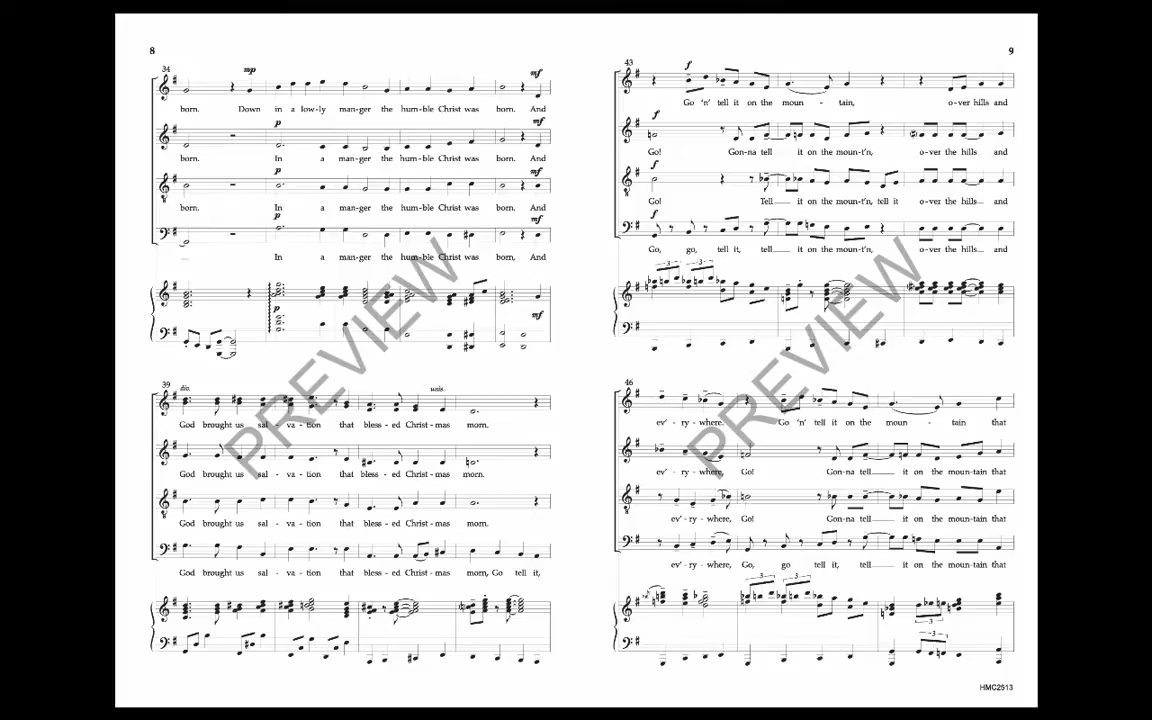 8
34
mp
mf
born. Down in a low-ly man-ger the hum-ble Christ was born. And
p
mf
born. In a man-ger the hum-ble Christ was born. And
p
mf
born. In a man-ger the hum-ble Christ was born. And
p
mf
In a man-ger the hum-ble Christ was born, And
p
mf
PREVIEW
39
div.
unis.
God brought us sal - va - tion that bless - ed Christ - mas morn.
God brought us sal - va - tion that bless - ed Christ - mas morn.
God brought us sal - va - tion that bless - ed Christ - mas morn.
God brought us sal - va - tion that bless - ed Christ - mas morn, Go tell it,
9
43
f
Go 'n' tell it on the moun - tain, o-ver hills and
f
Go! Gon-na tell it on the moun-t'n, o-ver the hills and
f
Go! Tell it on the moun-t'n, tell it o-ver the hills and
f
Go, go, tell it, tell it on the moun-t'n, o-ver the hills and
3 3
PREVIEW
46
ev' - ry - where. Go 'n' tell it on the moun - tain that
ev' - ry - where, Go! Gon-na tell it on the moun-tain that
ev' - ry - where, Go! Gon-na tell it on the moun-tain that
ev' - ry - where, Go, go tell it, tell it on the moun-tain that
3 3
3
3
HMC2513